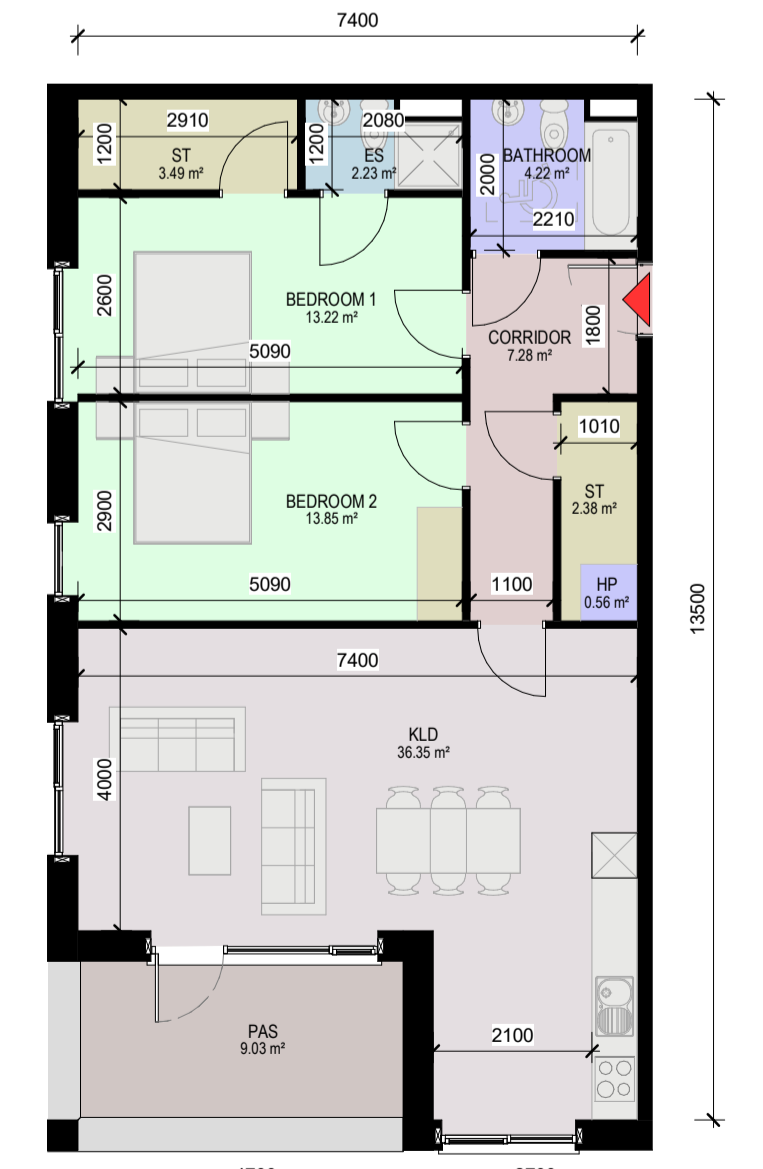 7400
2910
1200
ST
3.49 m²
1200
2080
ES
2.23 m²
2000
BATHROOM
4.22 m²
2210
2600
BEDROOM 1
13.22 m²
5090
CORRIDOR
7.28 m²
1800
1010
2900
BEDROOM 2
13.85 m²
ST
2.38 m²
5090
1100
HP
0.56 m²
13500
7400
KLD
36.35 m²
4000
PAS
9.03 m²
2100